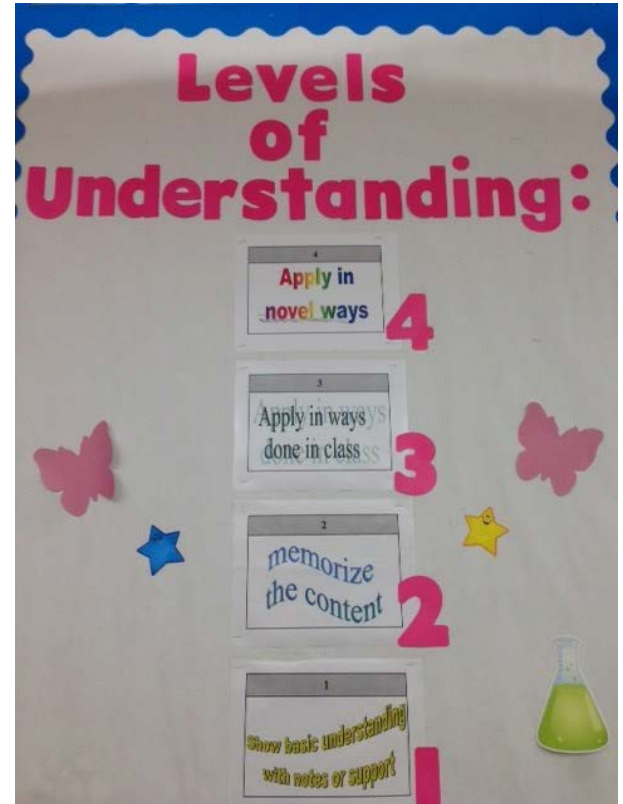 Levels
of
Understanding:
4
Apply in
novel ways
4
3
Apply in ways
done in class
3
2
memorize
the content
2
1
Show basic understanding
with notes or support
1